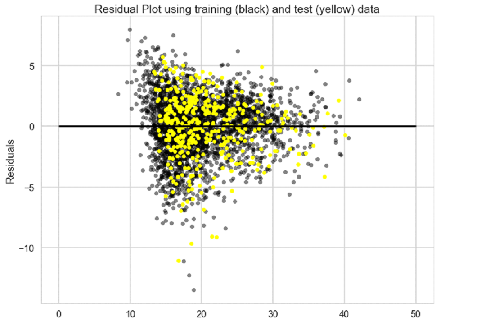 Residual Plot using training (black) and test (yellow) data
5
0
−5
−10
Residuals
0 10 20 30 40 50